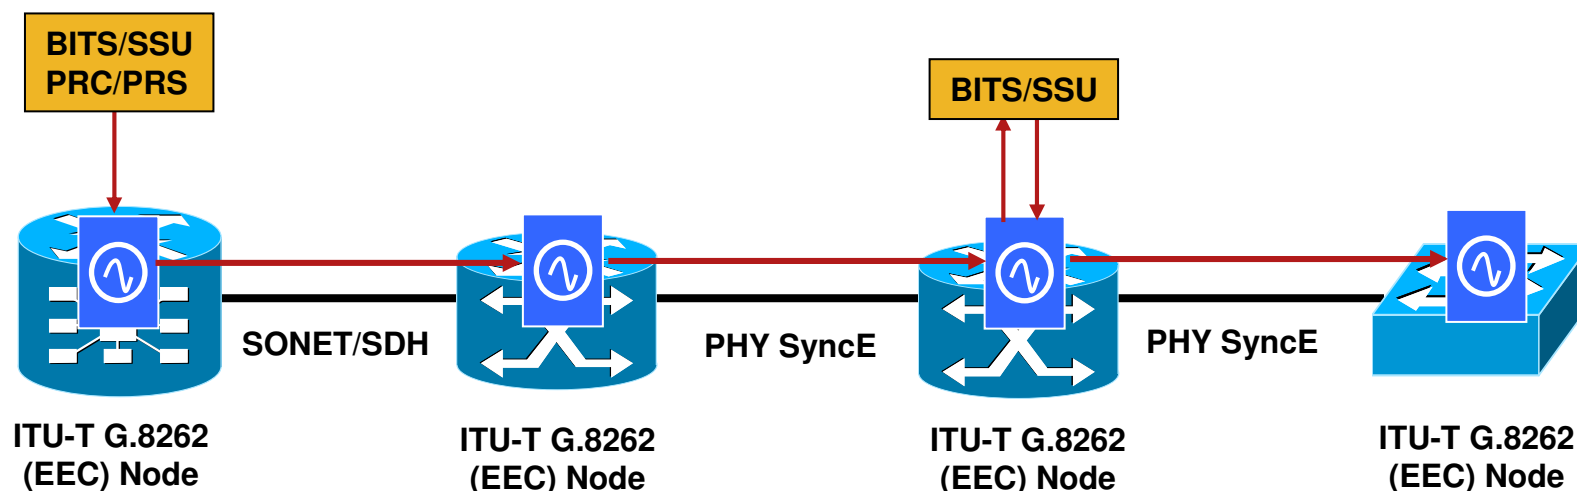 BITS/SSU
PRC/PRS
BITS/SSU
SONET/SDH
PHY SyncE
PHY SyncE
ITU-T G.8262
(EEC) Node
ITU-T G.8262
(EEC) Node
ITU-T G.8262
(EEC) Node
ITU-T G.8262
(EEC) Node